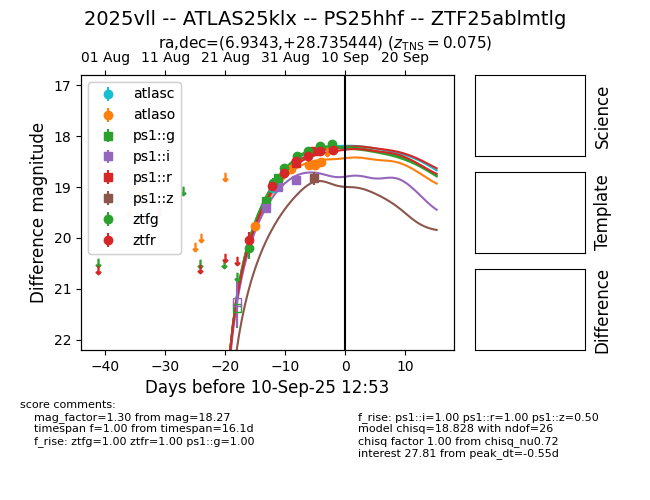 2025vll -- ATLAS25klx -- PS25hhf -- ZTF25ablmtlg
ra,dec=(6.9343,+28.735444) (z_TNS = 0.075)
01 Aug 11 Aug 21 Aug 31 Aug 10 Sep 20 Sep
17
18
19
20
21
22
Difference magnitude
atlasc
atlaso
ps1::g
ps1::i
ps1::r
ps1::z
ztfg
ztfr
−40 −30 −20 −10 0 10
Days before 10-Sep-25 12:53
Science
Template
Difference
score comments:
mag_factor=1.30 from mag=18.27
timespan f=1.00 from timespan=16.1d
f_rise: ztfg=1.00 ztfr=1.00 ps1::g=1.00
f_rise: ps1::i=1.00 ps1::r=1.00 ps1::z=0.50
model chisq=18.828 with ndof=26
chisq factor 1.00 from chisq_nu0.72
interest 27.81 from peak_dt=-0.55d